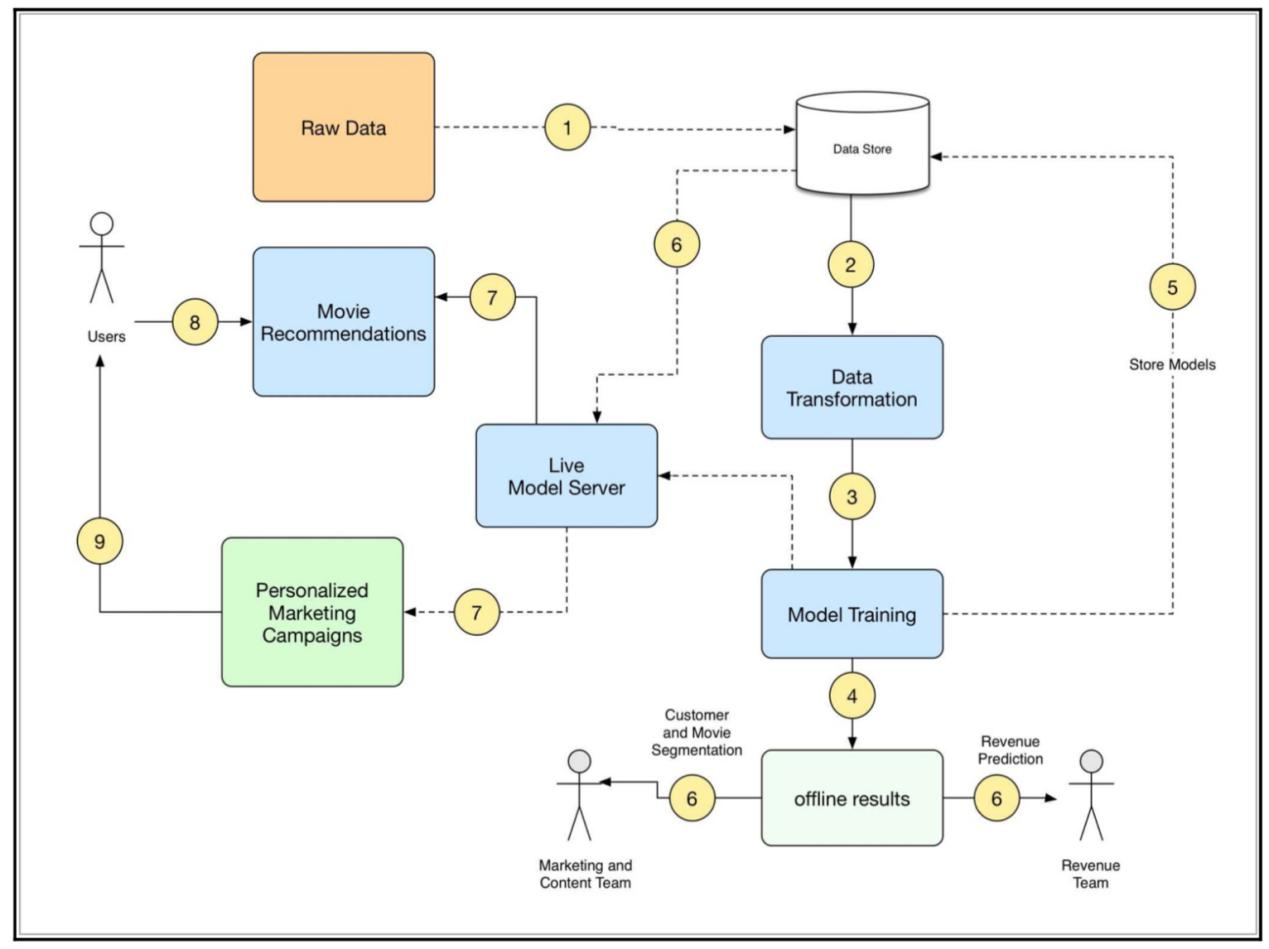 Raw Data
1
Data Store
6
2
5
Users
8
Movie
Recommendations
7
Data
Transformation
Store Models
Live
Model Server
3
9
Personalized
Marketing
Campaigns
7
Model Training
4
Customer
and Movie
Segmentation
Revenue
Prediction
6
offline results
6
Marketing and
Content Team
Revenue
Team